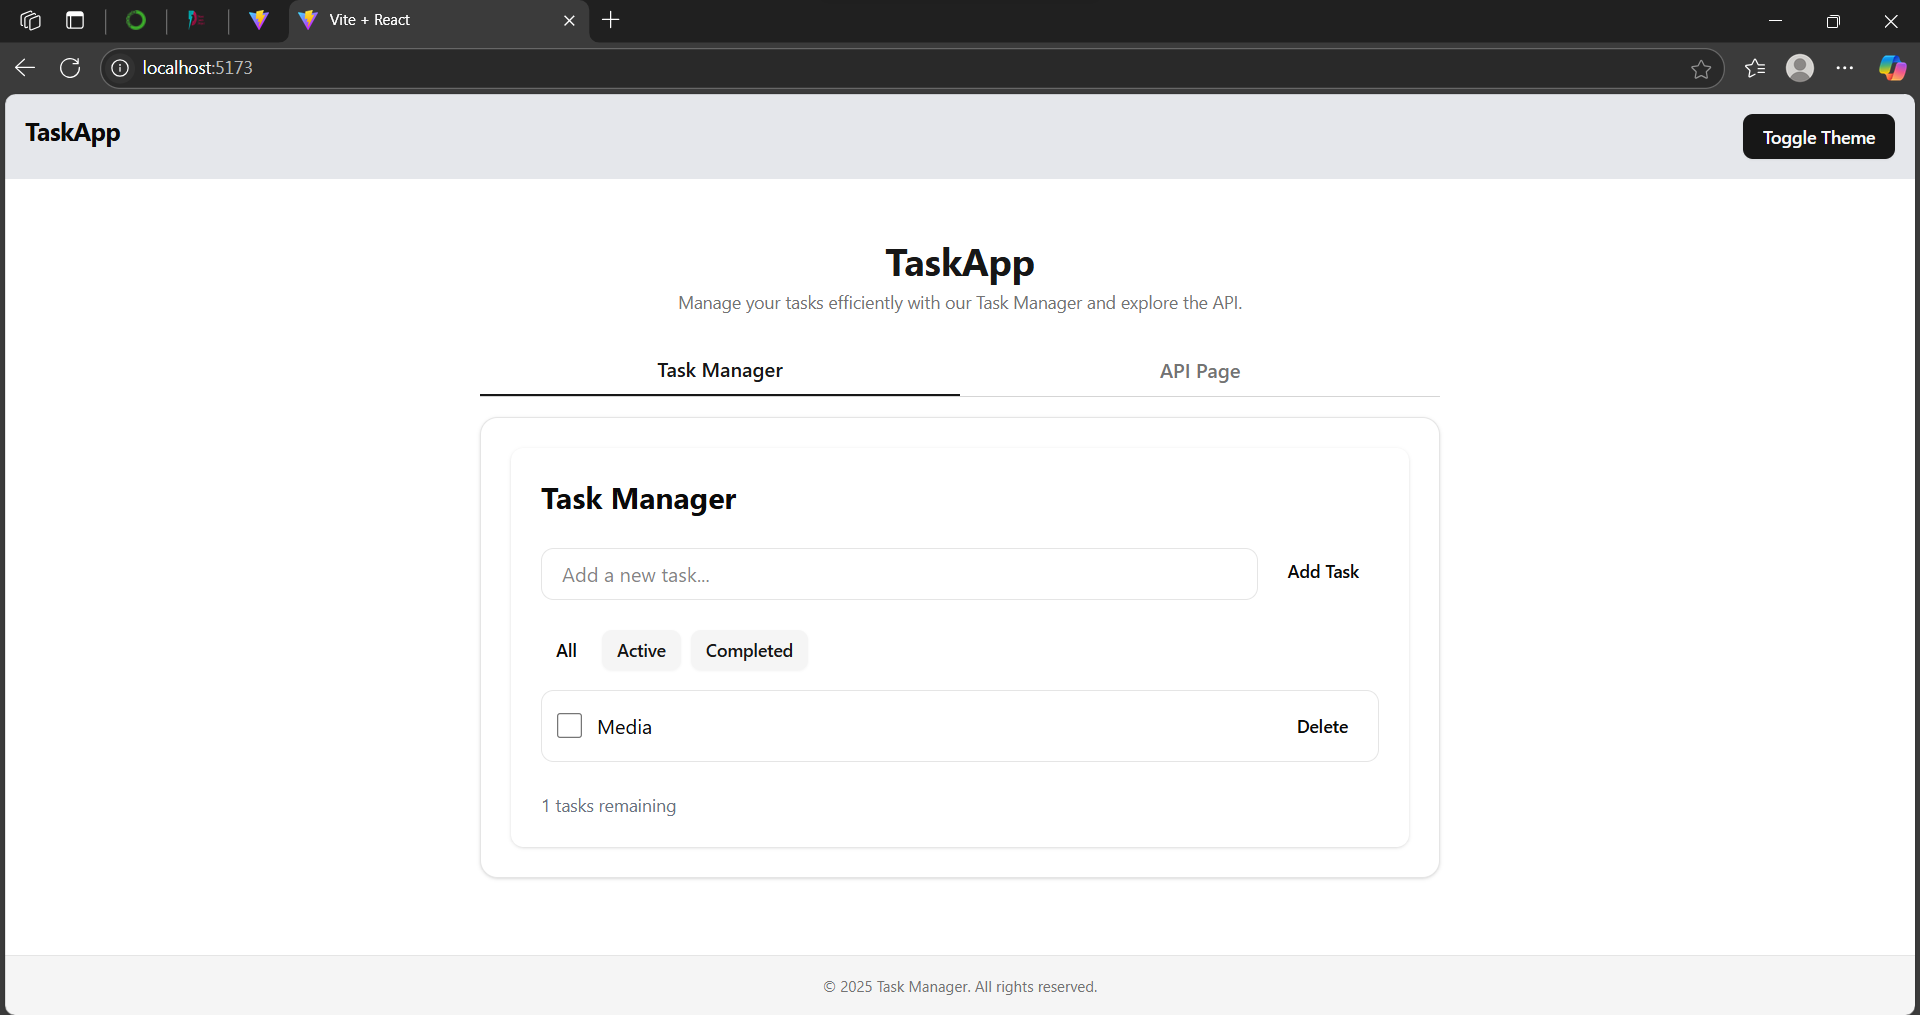 Vite + React
localhost:5173
TaskApp
Toggle Theme
TaskApp
Manage your tasks efficiently with our Task Manager and explore the API.
Task Manager
API Page
Task Manager
Add a new task...
Add Task
All
Active
Completed
Media
Delete
1 tasks remaining
© 2025 Task Manager. All rights reserved.